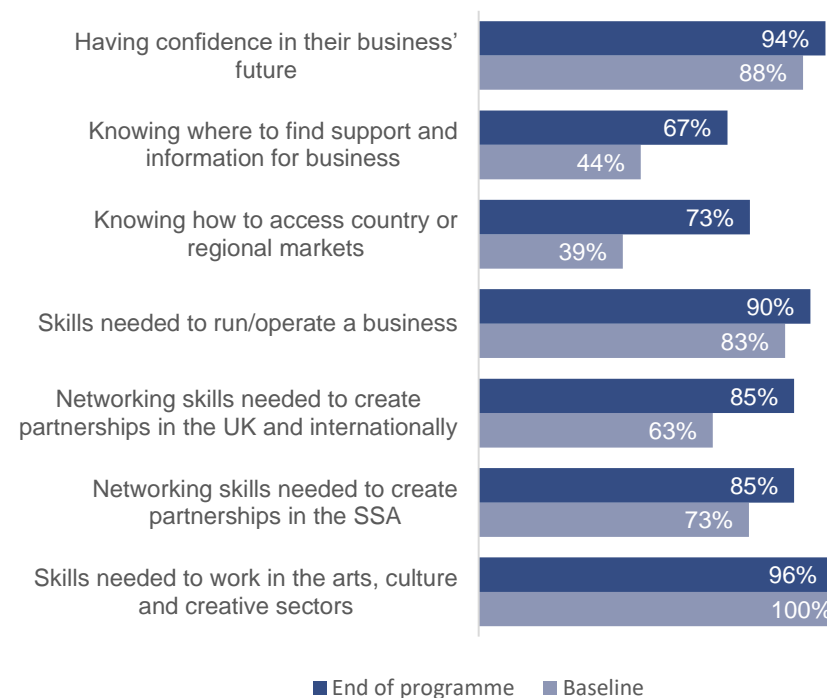 Having confidence in their business’
future
94%
88%
Knowing where to find support and
information for business
67%
44%
Knowing how to access country or
regional markets
73%
39%
Skills needed to run/operate a business
90%
83%
Networking skills needed to create
partnerships in the UK and internationally
85%
63%
Networking skills needed to create
partnerships in the SSA
85%
73%
Skills needed to work in the arts, culture
and creative sectors
96%
100%
End of programme
Baseline